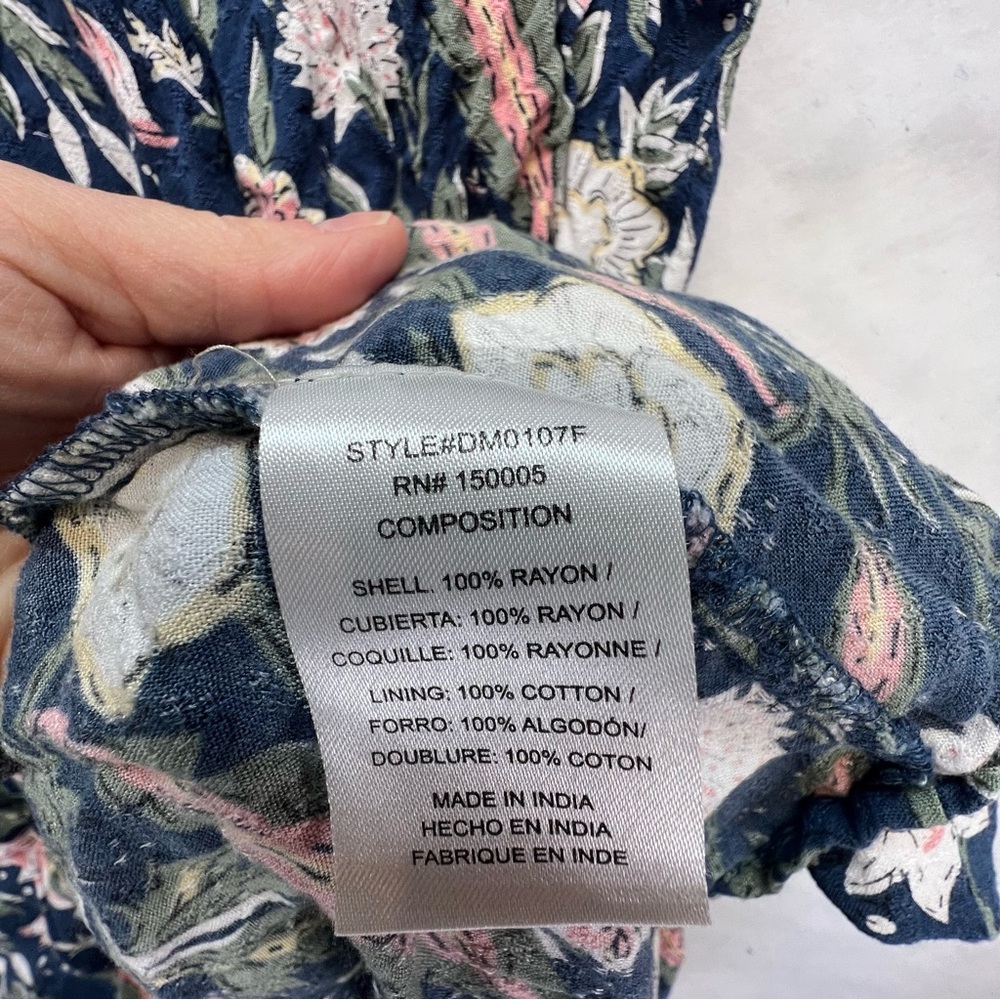 STYLE#DM0107F
RN# 150005
COMPOSITION
SHELL. 100% RAYON /
CUBIERTA: 100% RAYON /
COQUILLE: 100% RAYONNE /
LINING: 100% COTTON /
FORRO: 100% ALGODÓN/
DOUBLURE: 100% COTON
MADE IN INDIA
HECHO EN INDIA
FABRIQUE EN INDE